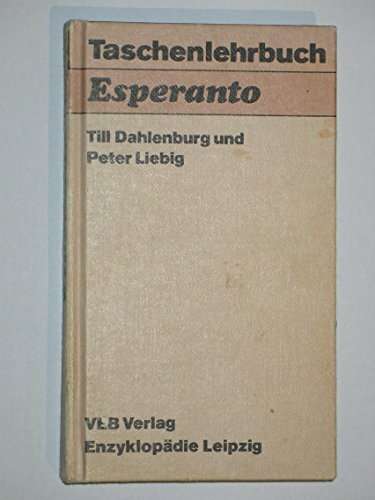 Taschenlehrbuch
Esperanto
Till Dahlenburg und
Peter Liebig
VEB Verlag
Enzyklopädie Leipzig